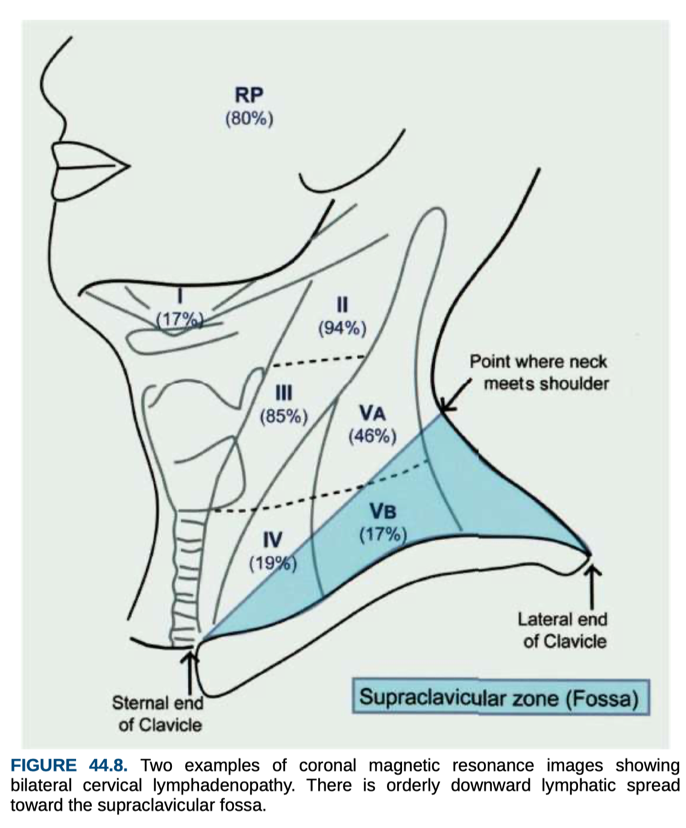 RP
(80%)
I
(17%)
II
(94%)
Point where neck
meets shoulder
III
(85%)
VA
(46%)
VB
(17%)
IV
(19%)
Lateral end
of Clavicle
Sternal end
of Clavicle
Supraclavicular zone (Fossa)
FIGURE 44.8. Two examples of coronal magnetic resonance images showing
bilateral cervical lymphadenopathy. There is orderly downward lymphatic spread
toward the supraclavicular fossa.